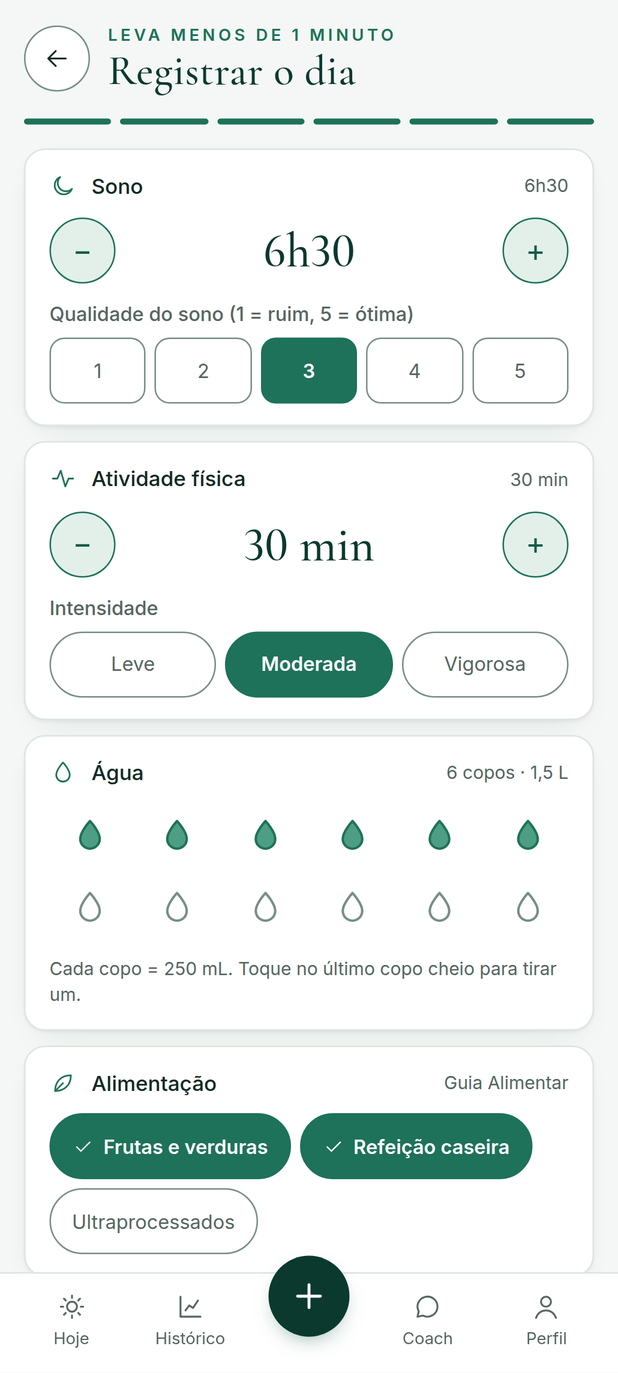 LEVA MENOS DE 1 MINUTO
Registrar o dia
Sono
6h30
−
6h30
+
Qualidade do sono (1 = ruim, 5 = ótima)
1
2
3
4
5
Atividade física
30 min
−
30 min
+
Intensidade
Leve
Moderada
Vigorosa
Água
6 copos · 1,5 L
Cada copo = 250 mL. Toque no último copo cheio para tirar
um.
Alimentação
Guia Alimentar
Frutas e verduras
Refeição caseira
Ultraprocessados
Hoje
Histórico
Coach
Perfil